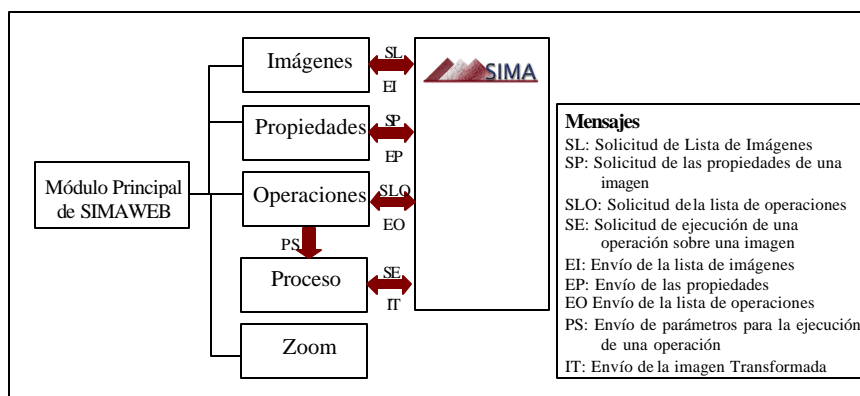 Imágenes
SL
EI
SIMA
Propiedades
SP
EP
Módulo Principal
de SIMAWEB
Operaciones
SLO
EO
PS
Proceso
SE
IT
Zoom
Mensajes
SL: Solicitud de Lista de Imágenes
SP: Solicitud de las propiedades de una
imagen
SLO: Solicitud de la lista de operaciones
SE: Solicitud de ejecución de una
operación sobre una imagen
EI: Envío de la lista de imágenes
EP: Envío de las propiedades
EO Envío de la lista de operaciones
PS: Envío de parámetros para la ejecución
de una operación
IT: Envío de la imagen Transformada